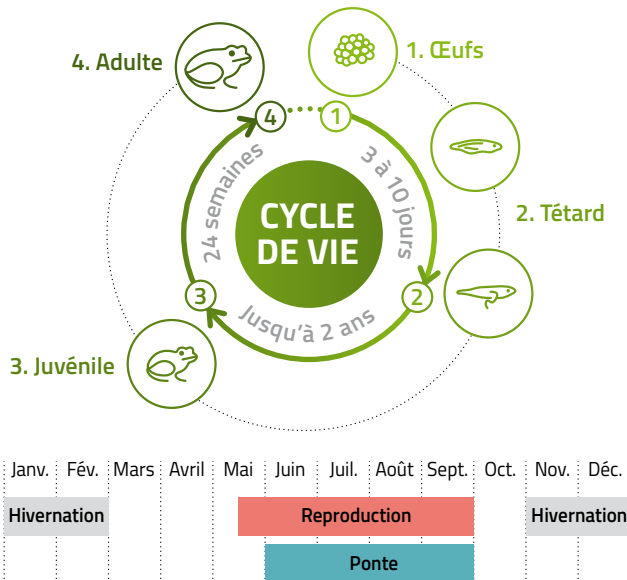 4. Adulte
1. Œufs
4
1
24 semaines
3 à 10 jours
CYCLE
DE VIE
2. Tétard
3
2
Jusqu'à 2 ans
3. Juvénile
Janv. Fév. Mars Avril Mai Juin Juil. Août Sept. Oct. Nov. Déc.
Hivernation Reproduction Hivernation
Ponte